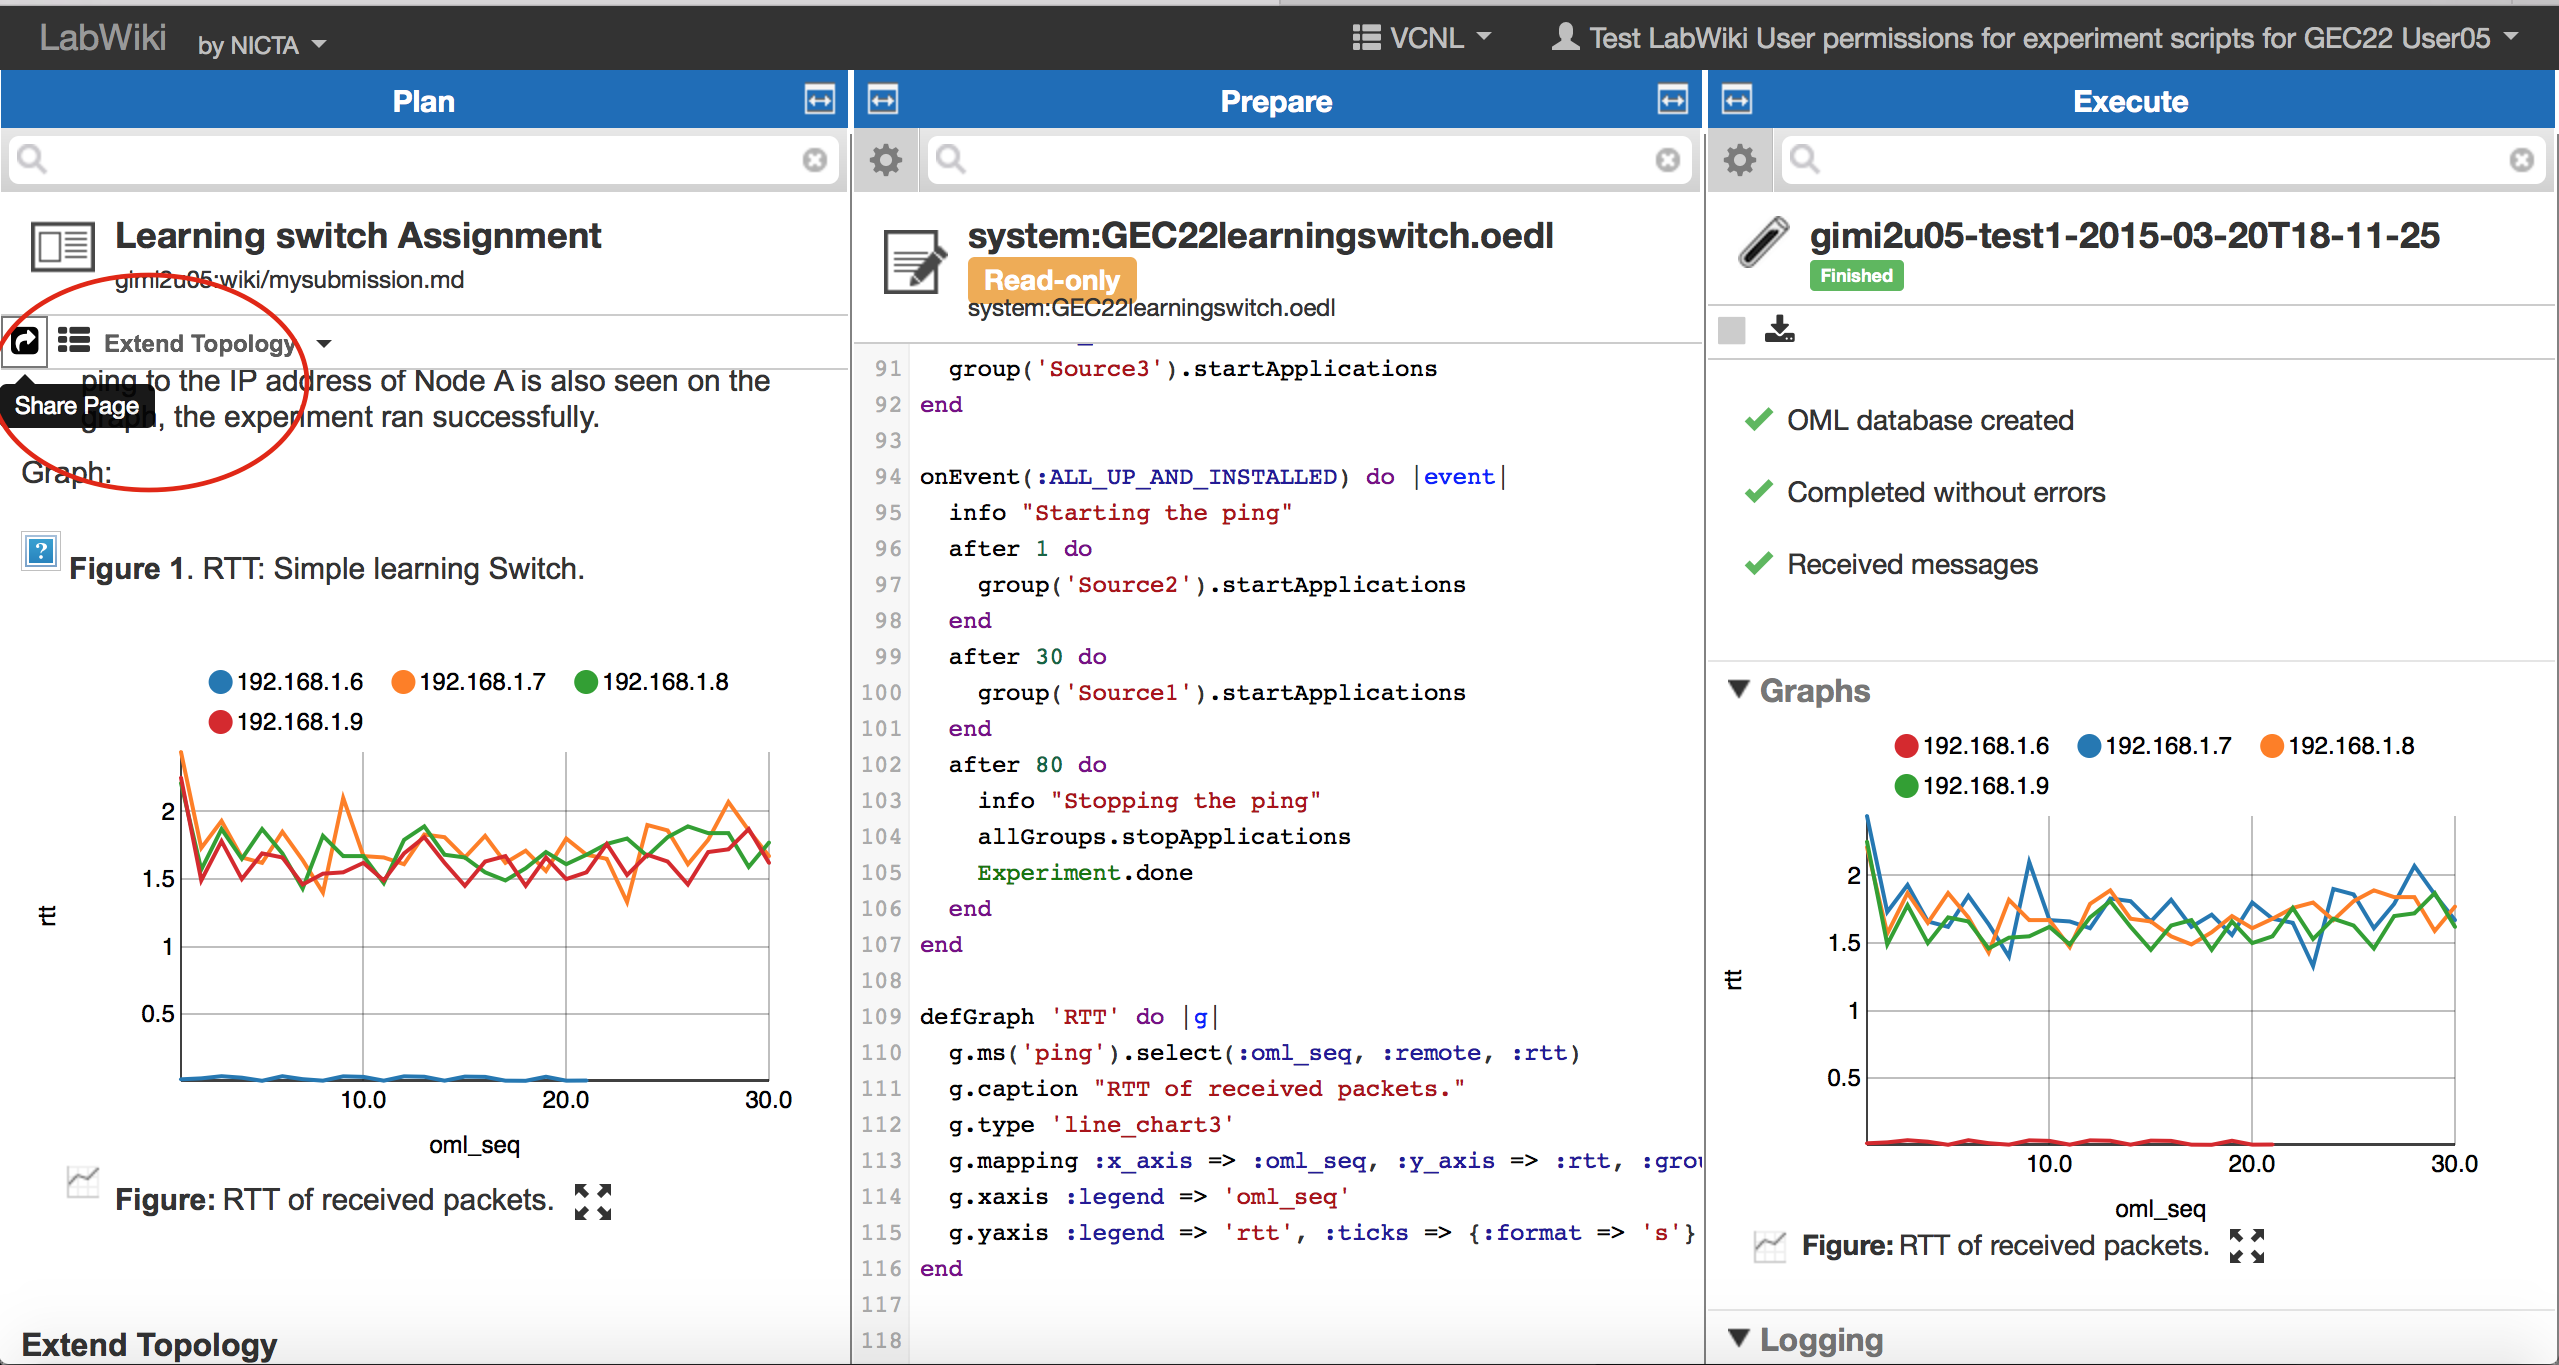 LabWiki by NICTA VCNL Test LabWiki User permissions for experiment scripts for GEC22 User05
Plan
Learning switch Assignment
gimi2u05:wiki/mysubmission.md
Extend Topology
Share Page
ping to the IP address of Node A is also seen on the
graph, the experiment ran successfully.
Graph:
?
Figure 1. RTT: Simple learning Switch.
192.168.1.6 192.168.1.7 192.168.1.8
192.168.1.9
2
1.5
rtt
1
0.5
10.0 20.0 30.0
oml_seq
Figure: RTT of received packets.
Extend Topology
Prepare
system:GEC22learningswitch.oedl
Read-only
system:GEC22learningswitch.oedl
91 group('Source3').startApplications
92 end
93
94 onEvent(:ALL_UP_AND_INSTALLED) do |event|
95 info "Starting the ping"
96 after 1 do
97 group('Source2').startApplications
98 end
99 after 30 do
100 group('Source1').startApplications
101 end
102 after 80 do
103 info "Stopping the ping"
104 allGroups.stopApplications
105 Experiment.done
106 end
107 end
108
109 defGraph 'RTT' do |g|
110 g.ms('ping').select(:oml_seq, :remote, :rtt)
111 g.caption "RTT of received packets."
112 g.type 'line_chart3'
113 g.mapping :x_axis => :oml_seq, :y_axis => :rtt,
114 g.xaxis :legend => 'oml_seq'
115 g.yaxis :legend => 'rtt', :ticks => {:format => 's'}
116 end
117
118
Execute
gimi2u05-test1-2015-03-20T18-11-25
Finished
OML database created
Completed without errors
Received messages
Graphs
192.168.1.6 192.168.1.7 192.168.1.8
192.168.1.9
2
1.5
rtt
1
0.5
10.0 20.0 30.0
oml_seq
Figure: RTT of received packets.
Logging